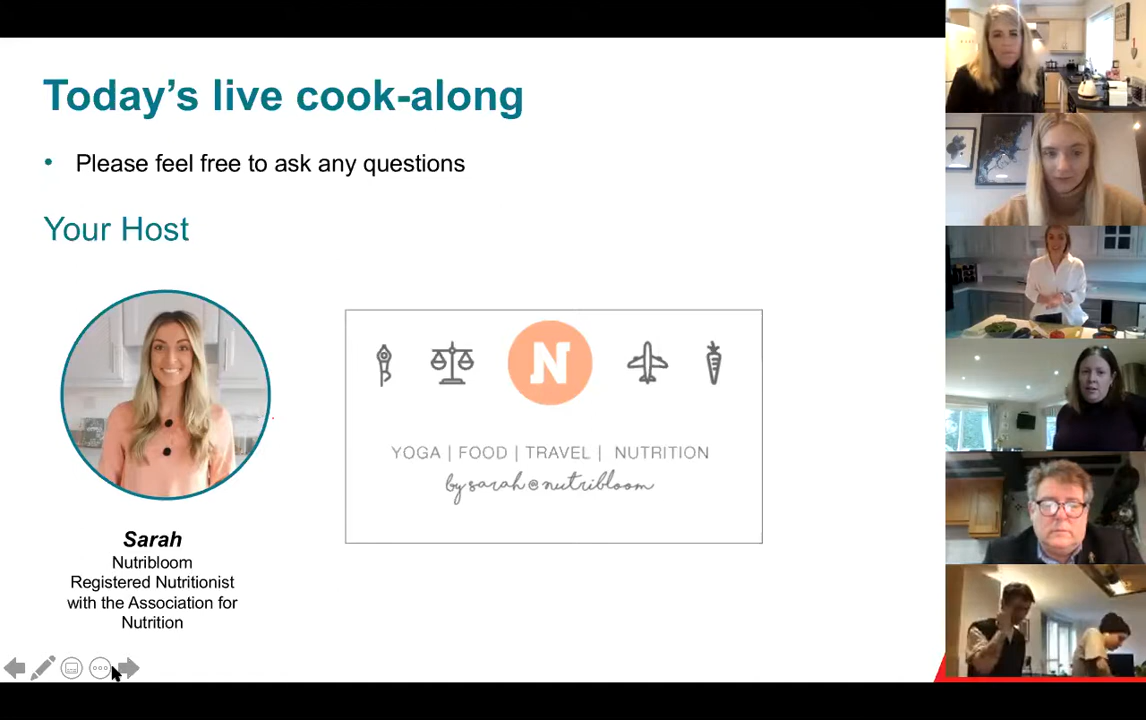 Today's live cook-along
• Please feel free to ask any questions
Your Host
N
YOGA | FOOD | TRAVEL | NUTRITION
by sarah @ nutribloom
Sarah
Nutribloom
Registered Nutritionist
with the Association for
Nutrition